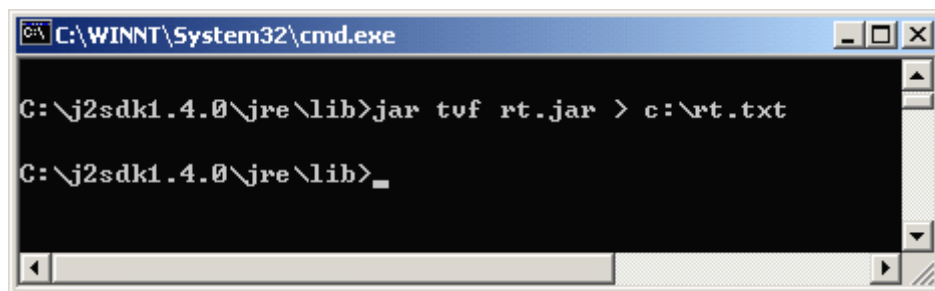 C:\WINNT\System32\cmd.exe
C:\j2sdk1.4.0\jre\lib>jar tvf rt.jar > c:\rt.txt
C:\j2sdk1.4.0\jre\lib>_